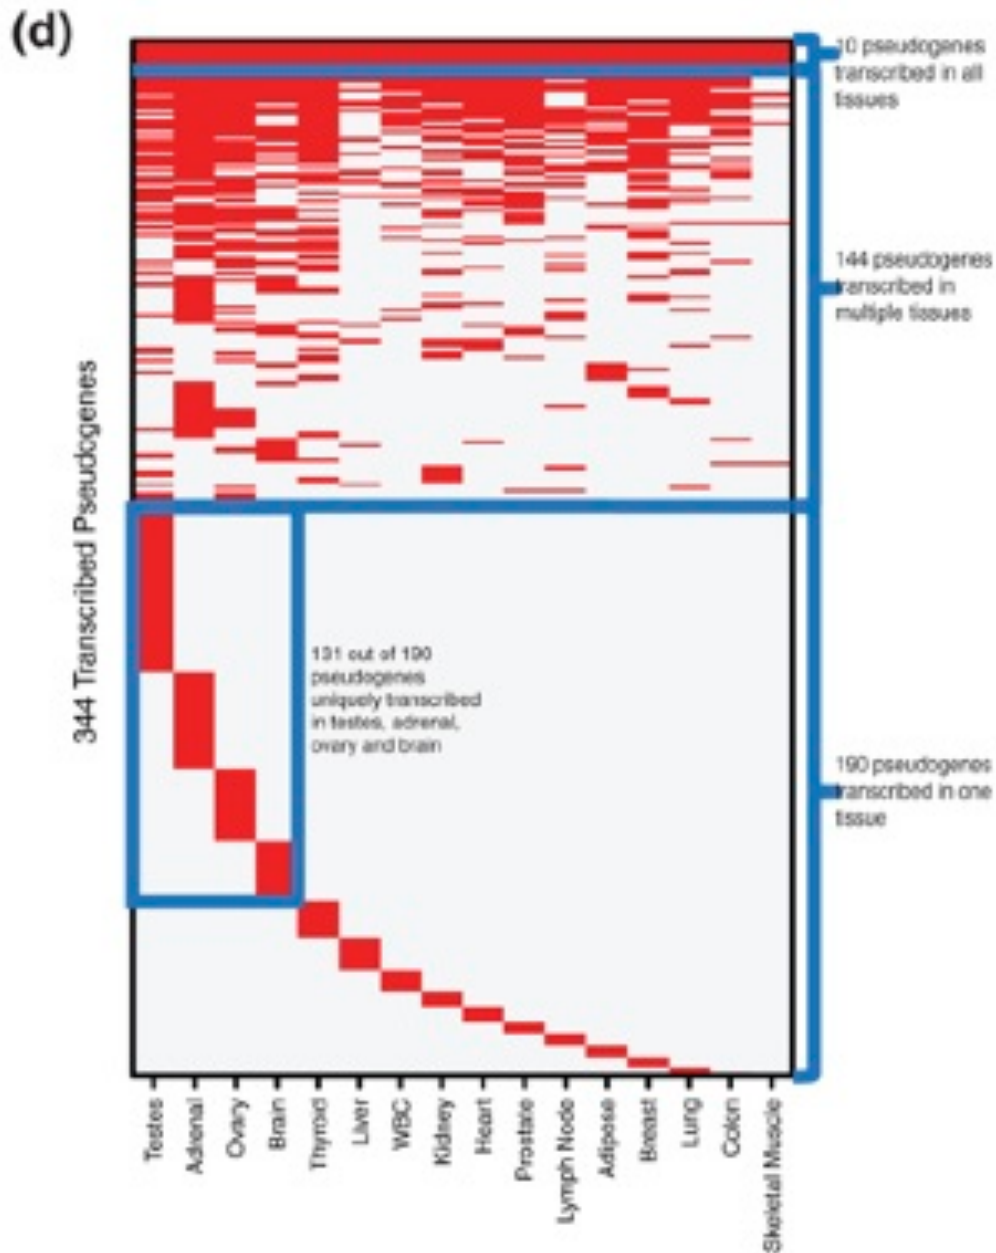 (d)
10 pseudogenes
transcribed in all
tissues
144 pseudogenes
transcribed in
multiple tissues
344 Transcribed Pseudogenes
131 out of 190
pseudogenes
uniquely transcribed
in testes, adrenal,
ovary and brain
190 pseudogenes
transcribed in one
tissue
Testes
Adrenal
Ovary
Brain
Thyroid
Liver
WBC
Kidney
Heart
Prostate
Lymph Node
Adipose
Breast
Lung
Colon
Skeletal Muscle